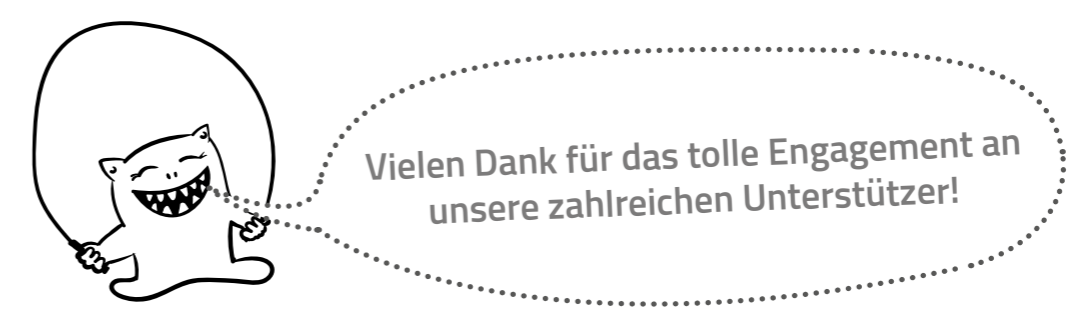 Vielen Dank für das tolle Engagement an
unsere zahlreichen Unterstützer!